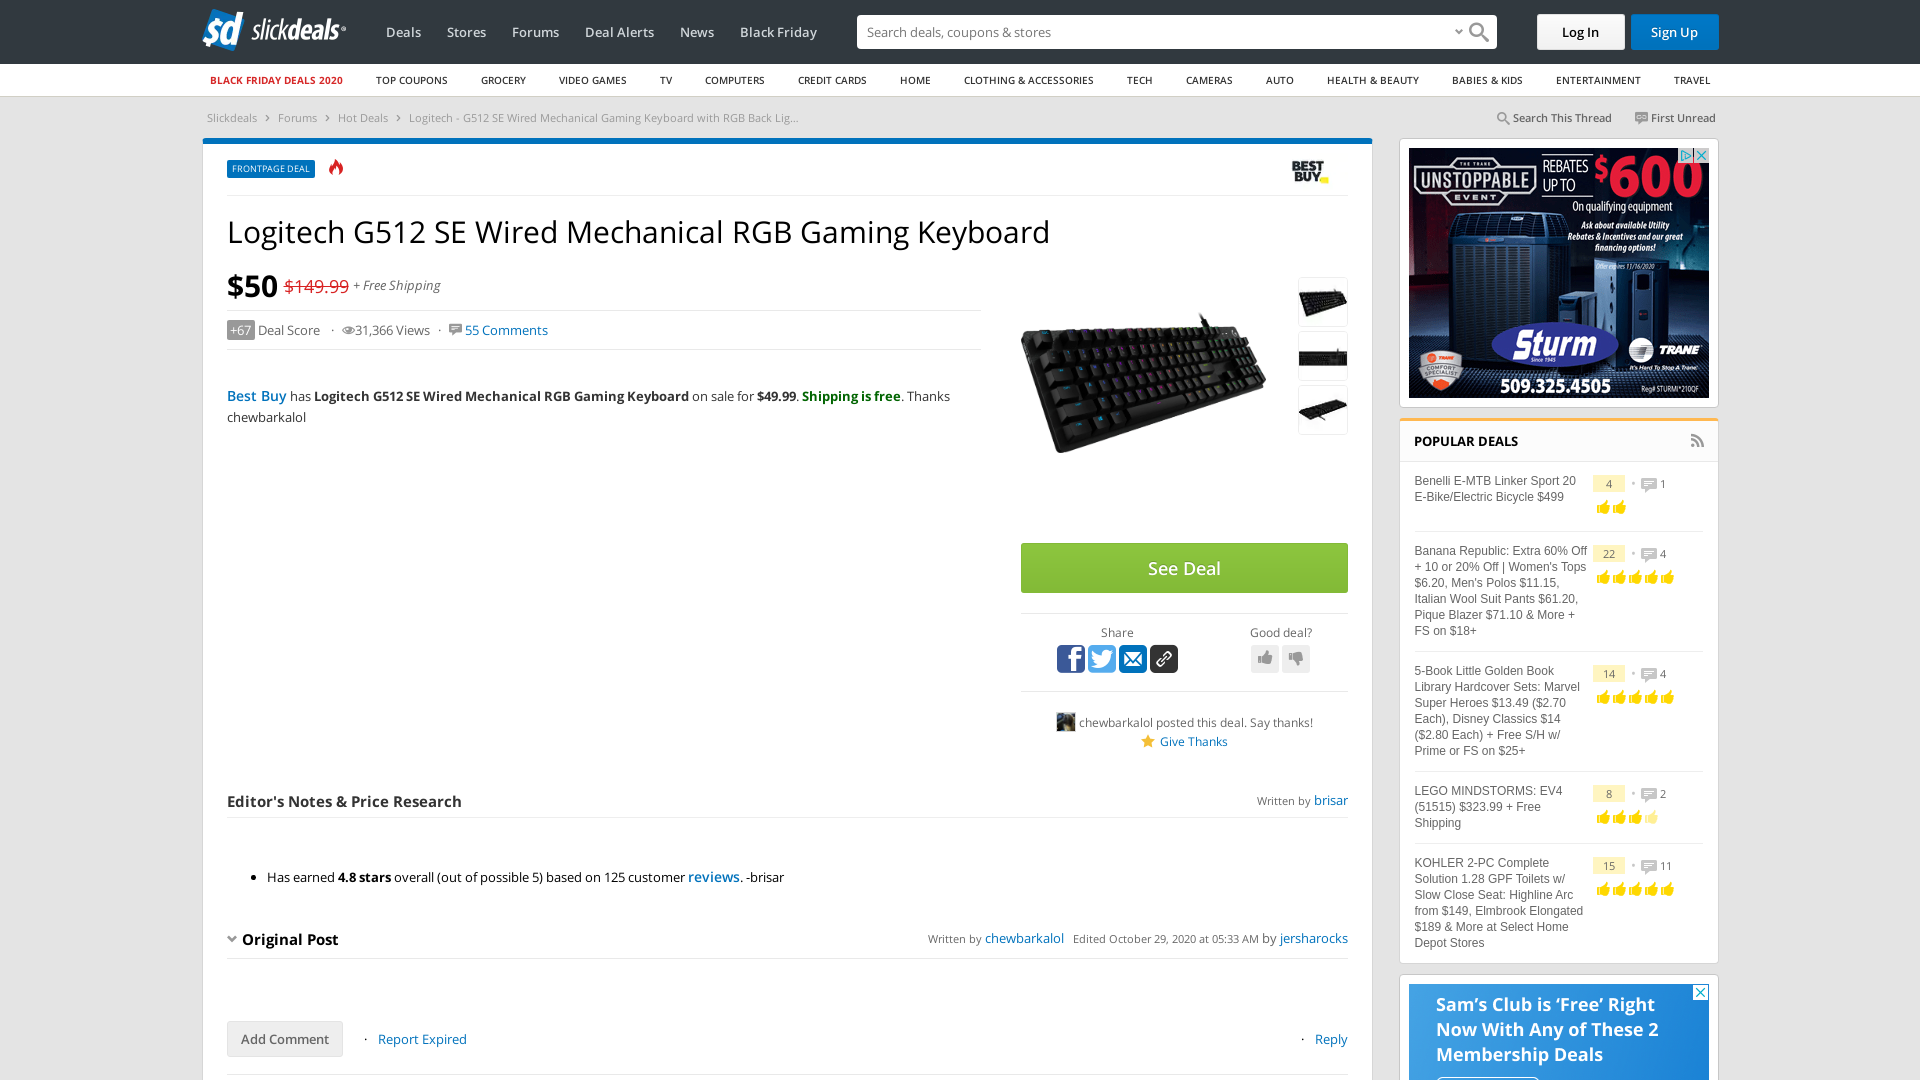 sd slickdeals
Deals
Stores
Forums
Deal Alerts
News
Black Friday
Search deals, coupons & stores
Log In
Sign Up
BLACK FRIDAY DEALS 2020
TOP COUPONS
GROCERY
VIDEO GAMES
TV
COMPUTERS
CREDIT CARDS
HOME
CLOTHING & ACCESSORIES
TECH
CAMERAS
AUTO
HEALTH & BEAUTY
BABIES & KIDS
ENTERTAINMENT
TRAVEL
Slickdeals › Forums › Hot Deals › Logitech - G512 SE Wired Mechanical Gaming Keyboard with RGB Back Lig...
Search This Thread
First Unread
FRONTPAGE DEAL
BEST
BUY
Logitech G512 SE Wired Mechanical RGB Gaming Keyboard
$50 $149.99 + Free Shipping
+67 Deal Score · 31,366 Views · 55 Comments
Best Buy has Logitech G512 SE Wired Mechanical RGB Gaming Keyboard on sale for $49.99. Shipping is free. Thanks
chewbarkalol
See Deal
Share
Good deal?
chewbarkalol posted this deal. Say thanks!
Give Thanks
Editor's Notes & Price Research
Written by brisar
• Has earned 4.8 stars overall (out of possible 5) based on 125 customer reviews. -brisar
Original Post
Written by chewbarkalol Edited October 29, 2020 at 05:33 AM by jersharocks
Add Comment · Report Expired
· Reply
THE TRANE
UNSTOPPABLE
EVENT
REBATES
UP TO
$600
On qualifying equipment
Ask about available Utility
Rebates & Incentives and our great
financing options!
Offer expires 11/16/2020
Sturm
Since 1945
TRANE
COMFORT
SPECIALIST
TRANE
It's Hard To Stop A Trane.
509.325.4505
Reg# STURMI*210QF
POPULAR DEALS
Benelli E-MTB Linker Sport 20
E-Bike/Electric Bicycle $499
4 • 1
Banana Republic: Extra 60% Off
+ 10 or 20% Off | Women's Tops
$6.20, Men's Polos $11.15,
Italian Wool Suit Pants $61.20,
Pique Blazer $71.10 & More +
FS on $18+
22 • 4
5-Book Little Golden Book
Library Hardcover Sets: Marvel
Super Heroes $13.49 ($2.70
Each), Disney Classics $14
($2.80 Each) + Free S/H w/
Prime or FS on $25+
14 • 4
LEGO MINDSTORMS: EV4
(51515) $323.99 + Free
Shipping
8 • 2
KOHLER 2-PC Complete
Solution 1.28 GPF Toilets w/
Slow Close Seat: Highline Arc
from $149, Elmbrook Elongated
$189 & More at Select Home
Depot Stores
15 • 11
Sam's Club is 'Free' Right
Now With Any of These 2
Membership Deals